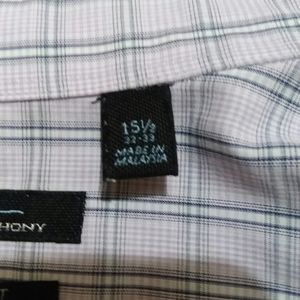 15½
32-33
MADE IN
MALAYSIA
HONY
T